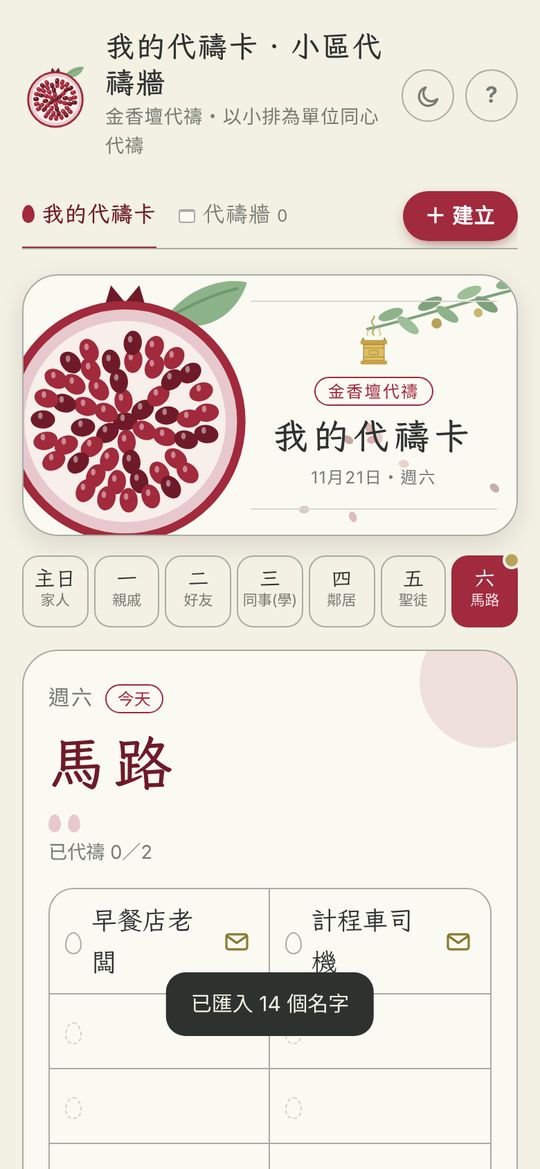 我的代禱卡・小區代
禱牆
金香壇代禱・以小排為單位同心
代禱
?
我的代禱卡
代禱牆 0
＋ 建立
金香壇代禱
我的代禱卡
11月21日・週六
主日
家人
一
親戚
二
好友
三
同事(學)
四
鄰居
五
聖徒
六
馬路
週六
今天
馬路
已代禱 0／2
早餐店老
闆
計程車司
機
已匯入 14 個名字